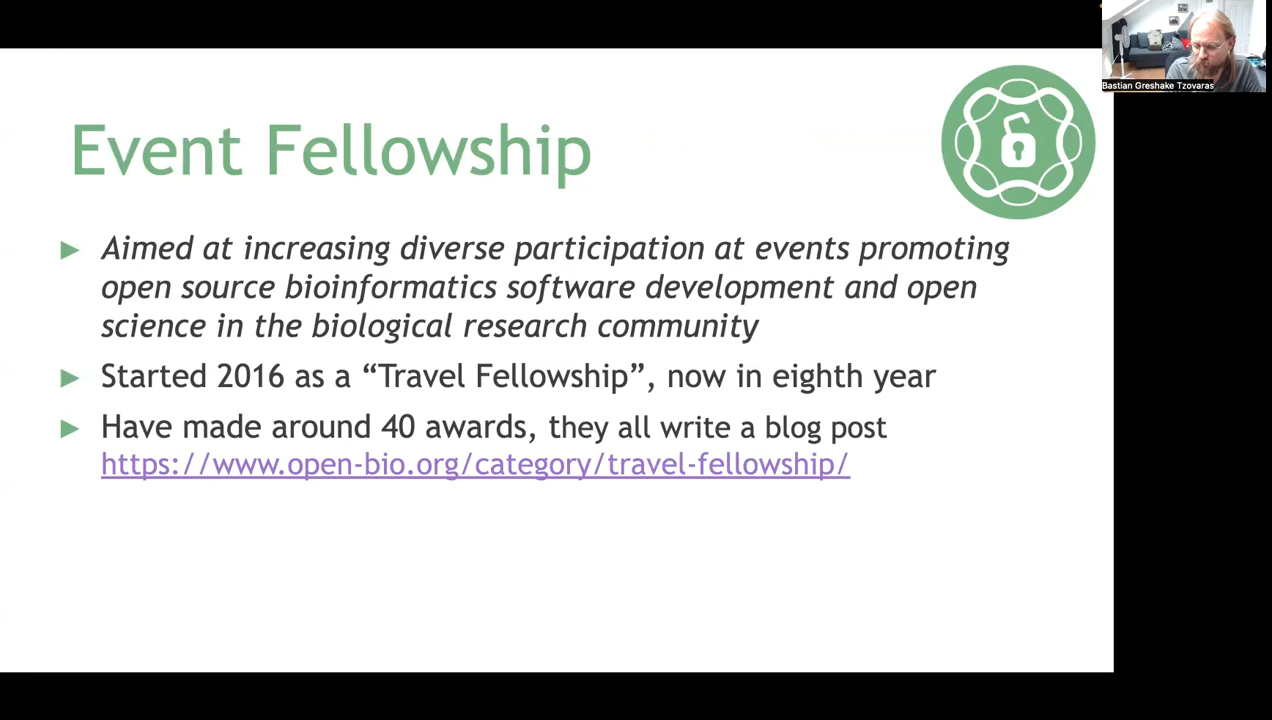 Bastian Greshake Tzovaras
Event Fellowship
► Aimed at increasing diverse participation at events promoting
open source bioinformatics software development and open
science in the biological research community
► Started 2016 as a “Travel Fellowship”, now in eighth year
► Have made around 40 awards, they all write a blog post
https://www.open-bio.org/category/travel-fellowship/